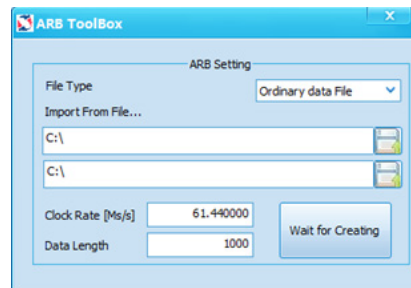 ARB ToolBox
x
ARB Setting
File Type
Ordinary data File
Import From File...
C:\
C:\
Clock Rate [Ms/s]
61.440000
Data Length
1000
Wait for Creating